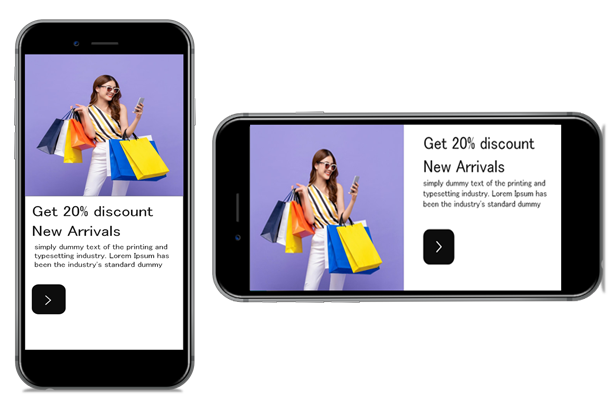 Get 20% discount
New Arrivals
simply dummy text of the printing and
typesetting industry. Lorem Ipsum has
been the industry's standard dummy
Get 20% discount
New Arrivals
simply dummy text of the printing and
typesetting industry. Lorem Ipsum has
been the industry's standard dummy